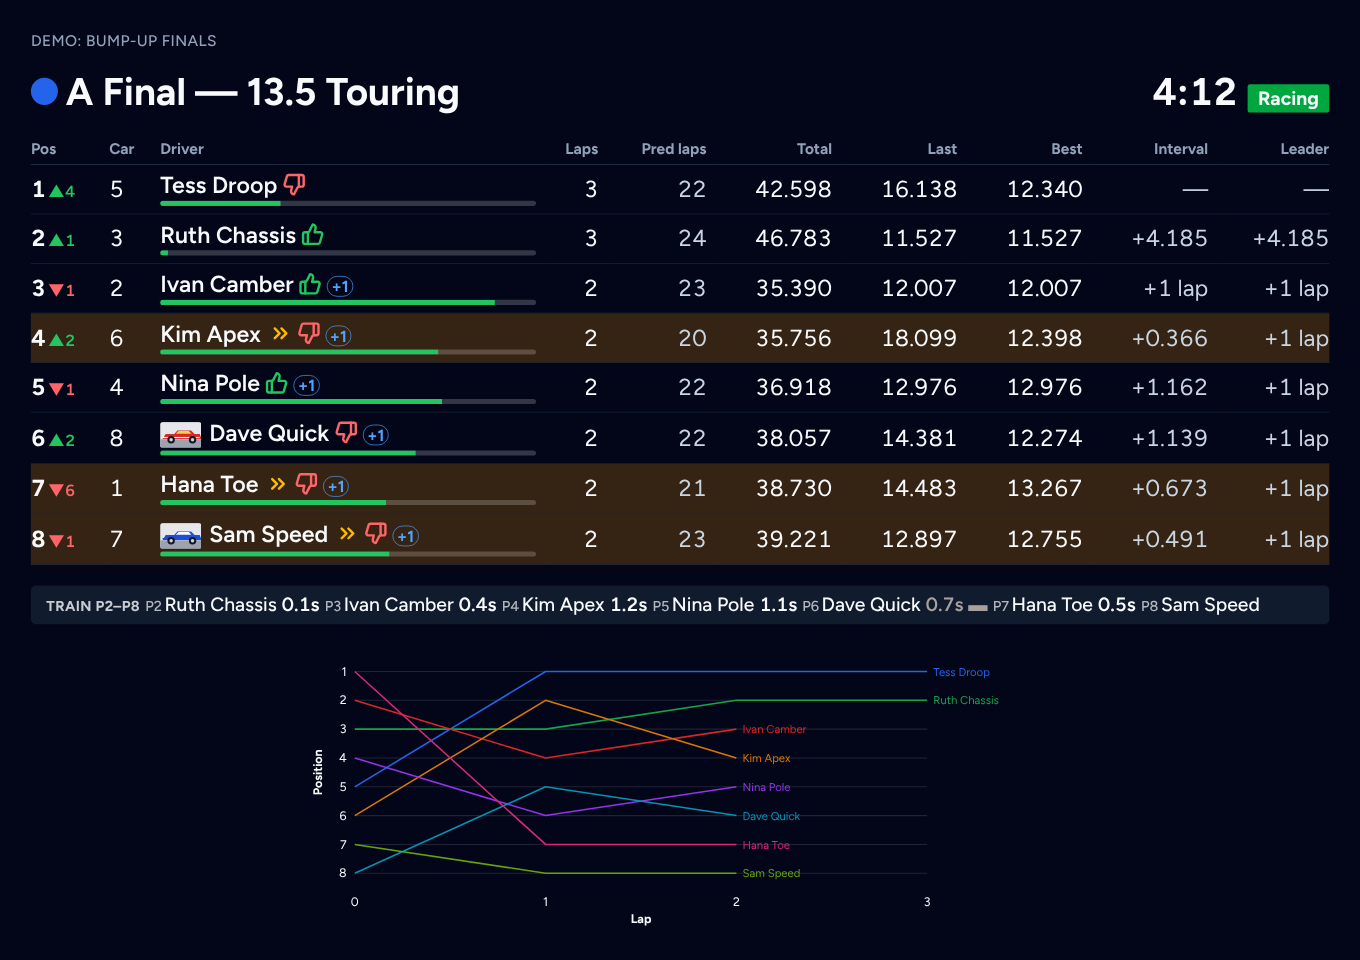 DEMO: BUMP-UP FINALS
A Final — 13.5 Touring 4:12 Racing
Pos Car Driver Laps Pred laps Total Last Best Interval Leader
1 ▲4 5 Tess Droop 3 22 42.598 16.138 12.340 — —
2 ▲1 3 Ruth Chassis 3 24 46.783 11.527 11.527 +4.185 +4.185
3 ▼1 2 Ivan Camber +1 2 23 35.390 12.007 12.007 +1 lap +1 lap
4 ▲2 6 Kim Apex » +1 2 20 35.756 18.099 12.398 +0.366 +1 lap
5 ▼1 4 Nina Pole +1 2 22 36.918 12.976 12.976 +1.162 +1 lap
6 ▲2 8 Dave Quick +1 2 22 38.057 14.381 12.274 +1.139 +1 lap
7 ▼6 1 Hana Toe » +1 2 21 38.730 14.483 13.267 +0.673 +1 lap
8 ▼1 7 Sam Speed » +1 2 23 39.221 12.897 12.755 +0.491 +1 lap
TRAIN P2–P8 P2 Ruth Chassis 0.1s P3 Ivan Camber 0.4s P4 Kim Apex 1.2s P5 Nina Pole 1.1s P6 Dave Quick 0.7s P7 Hana Toe 0.5s P8 Sam Speed
1 Tess Droop
2 Ruth Chassis
3 Ivan Camber
4 Kim Apex
5 Nina Pole
6 Dave Quick
7 Hana Toe
8 Sam Speed
Position
0 1 2 3
Lap